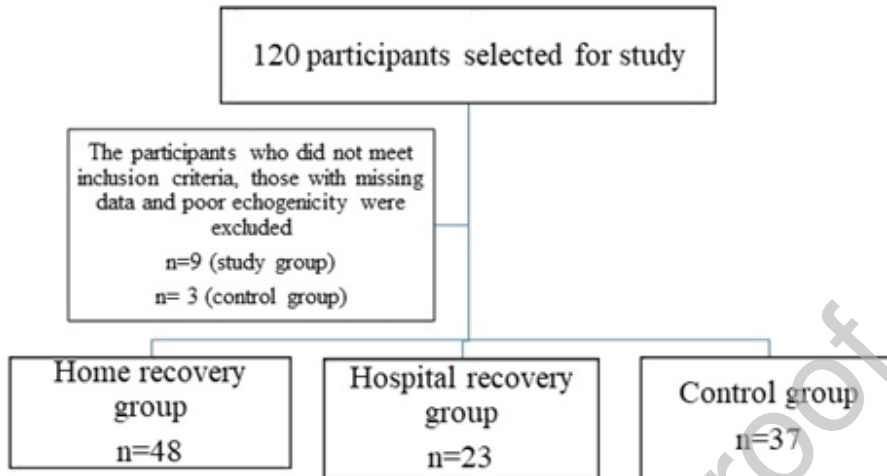 120 participants selected for study
The participants who did not meet
inclusion criteria, those with missing
data and poor echogenicity were
excluded
n=9 (study group)
n= 3 (control group)
Home recovery
group
n=48
Hospital recovery
group
n=23
Control group
n=37
roof